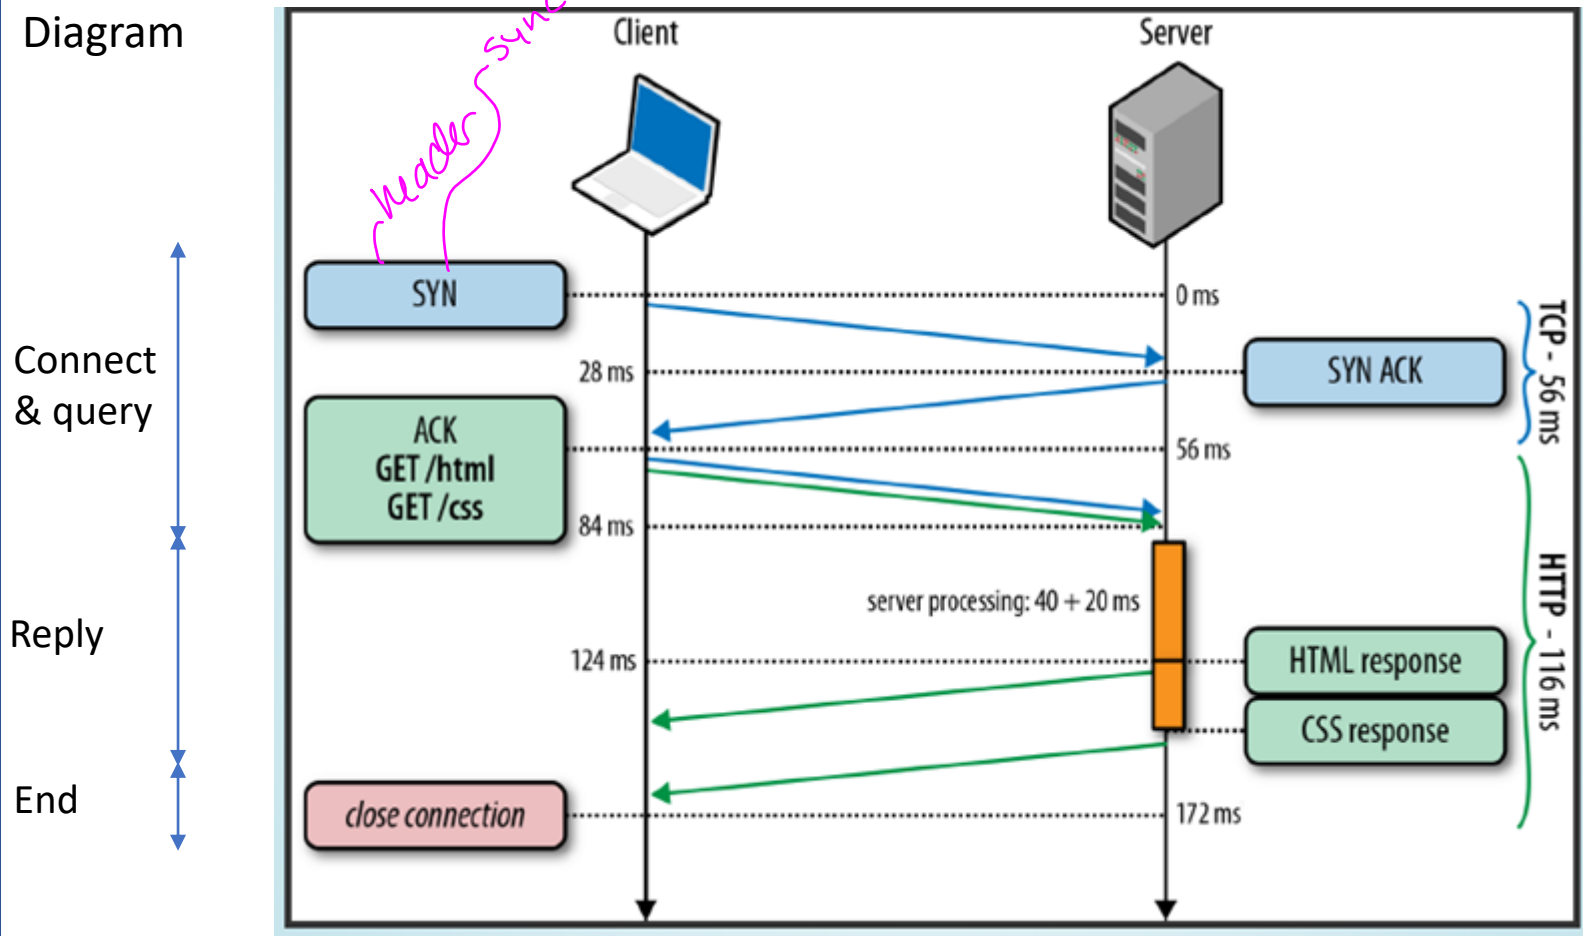 Diagram
Client
Server
sync
header
SYN
0 ms
TCP - 56 ms
Connect
& query
28 ms
SYN ACK
ACK
GET /html
GET /css
56 ms
84 ms
HTTP - 116 ms
Reply
server processing: 40 + 20 ms
124 ms
HTML response
CSS response
End
close connection
172 ms